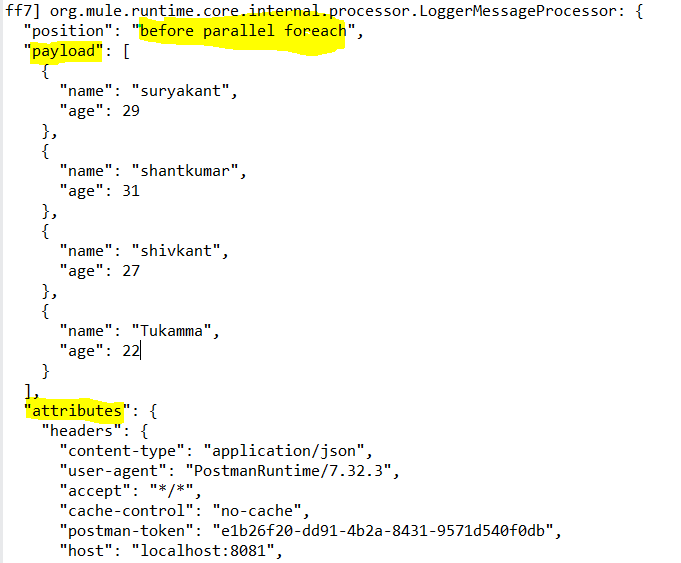 ff7] org.mule.runtime.core.internal.processor.LoggerMessageProcessor: {
  "position": "before parallel foreach",
  "payload": [
    {
      "name": "suryakant",
      "age": 29
    },
    {
      "name": "shantkumar",
      "age": 31
    },
    {
      "name": "shivkant",
      "age": 27
    },
    {
      "name": "Tukamma",
      "age": 22
    }
  ],
  "attributes": {
    "headers": {
      "content-type": "application/json",
      "user-agent": "PostmanRuntime/7.32.3",
      "accept": "*/*",
      "cache-control": "no-cache",
      "postman-token": "e1b26f20-dd91-4b2a-8431-9571d540f0db",
      "host": "localhost:8081",